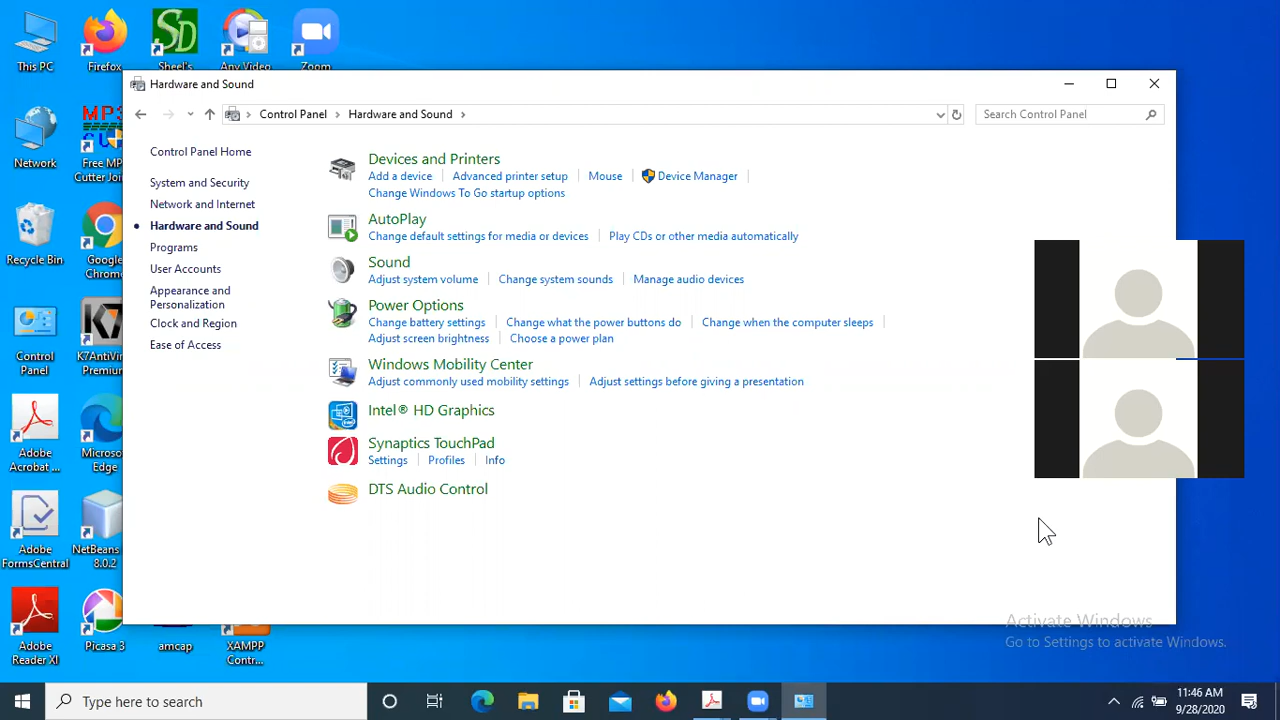 This PC
Firefox
Sheel's
Any Video
Zoom
Network
MP3
Free MP
Cutter Join
Recycle Bin
Google
Chrome
Control
Panel
K7AntiVir
Premium
Adobe
Acrobat ...
Microso
Edge
Adobe
FormsCentral
NetBeans
8.0.2
Adobe
Reader XI
Picasa 3
amcap
XAMPP
Contr...
Hardware and Sound
Control Panel > Hardware and Sound >
Search Control Panel
Control Panel Home
System and Security
Network and Internet
Hardware and Sound
Programs
User Accounts
Appearance and
Personalization
Clock and Region
Ease of Access
Devices and Printers
Add a device | Advanced printer setup | Mouse | Device Manager |
Change Windows To Go startup options
AutoPlay
Change default settings for media or devices | Play CDs or other media automatically
Sound
Adjust system volume | Change system sounds | Manage audio devices
Power Options
Change battery settings | Change what the power buttons do | Change when the computer sleeps |
Adjust screen brightness | Choose a power plan
Windows Mobility Center
Adjust commonly used mobility settings | Adjust settings before giving a presentation
Intel® HD Graphics
Synaptics TouchPad
Settings | Profiles | Info
DTS Audio Control
Activate Windows
Go to Settings to activate Windows.
Type here to search
11:46 AM
9/28/2020